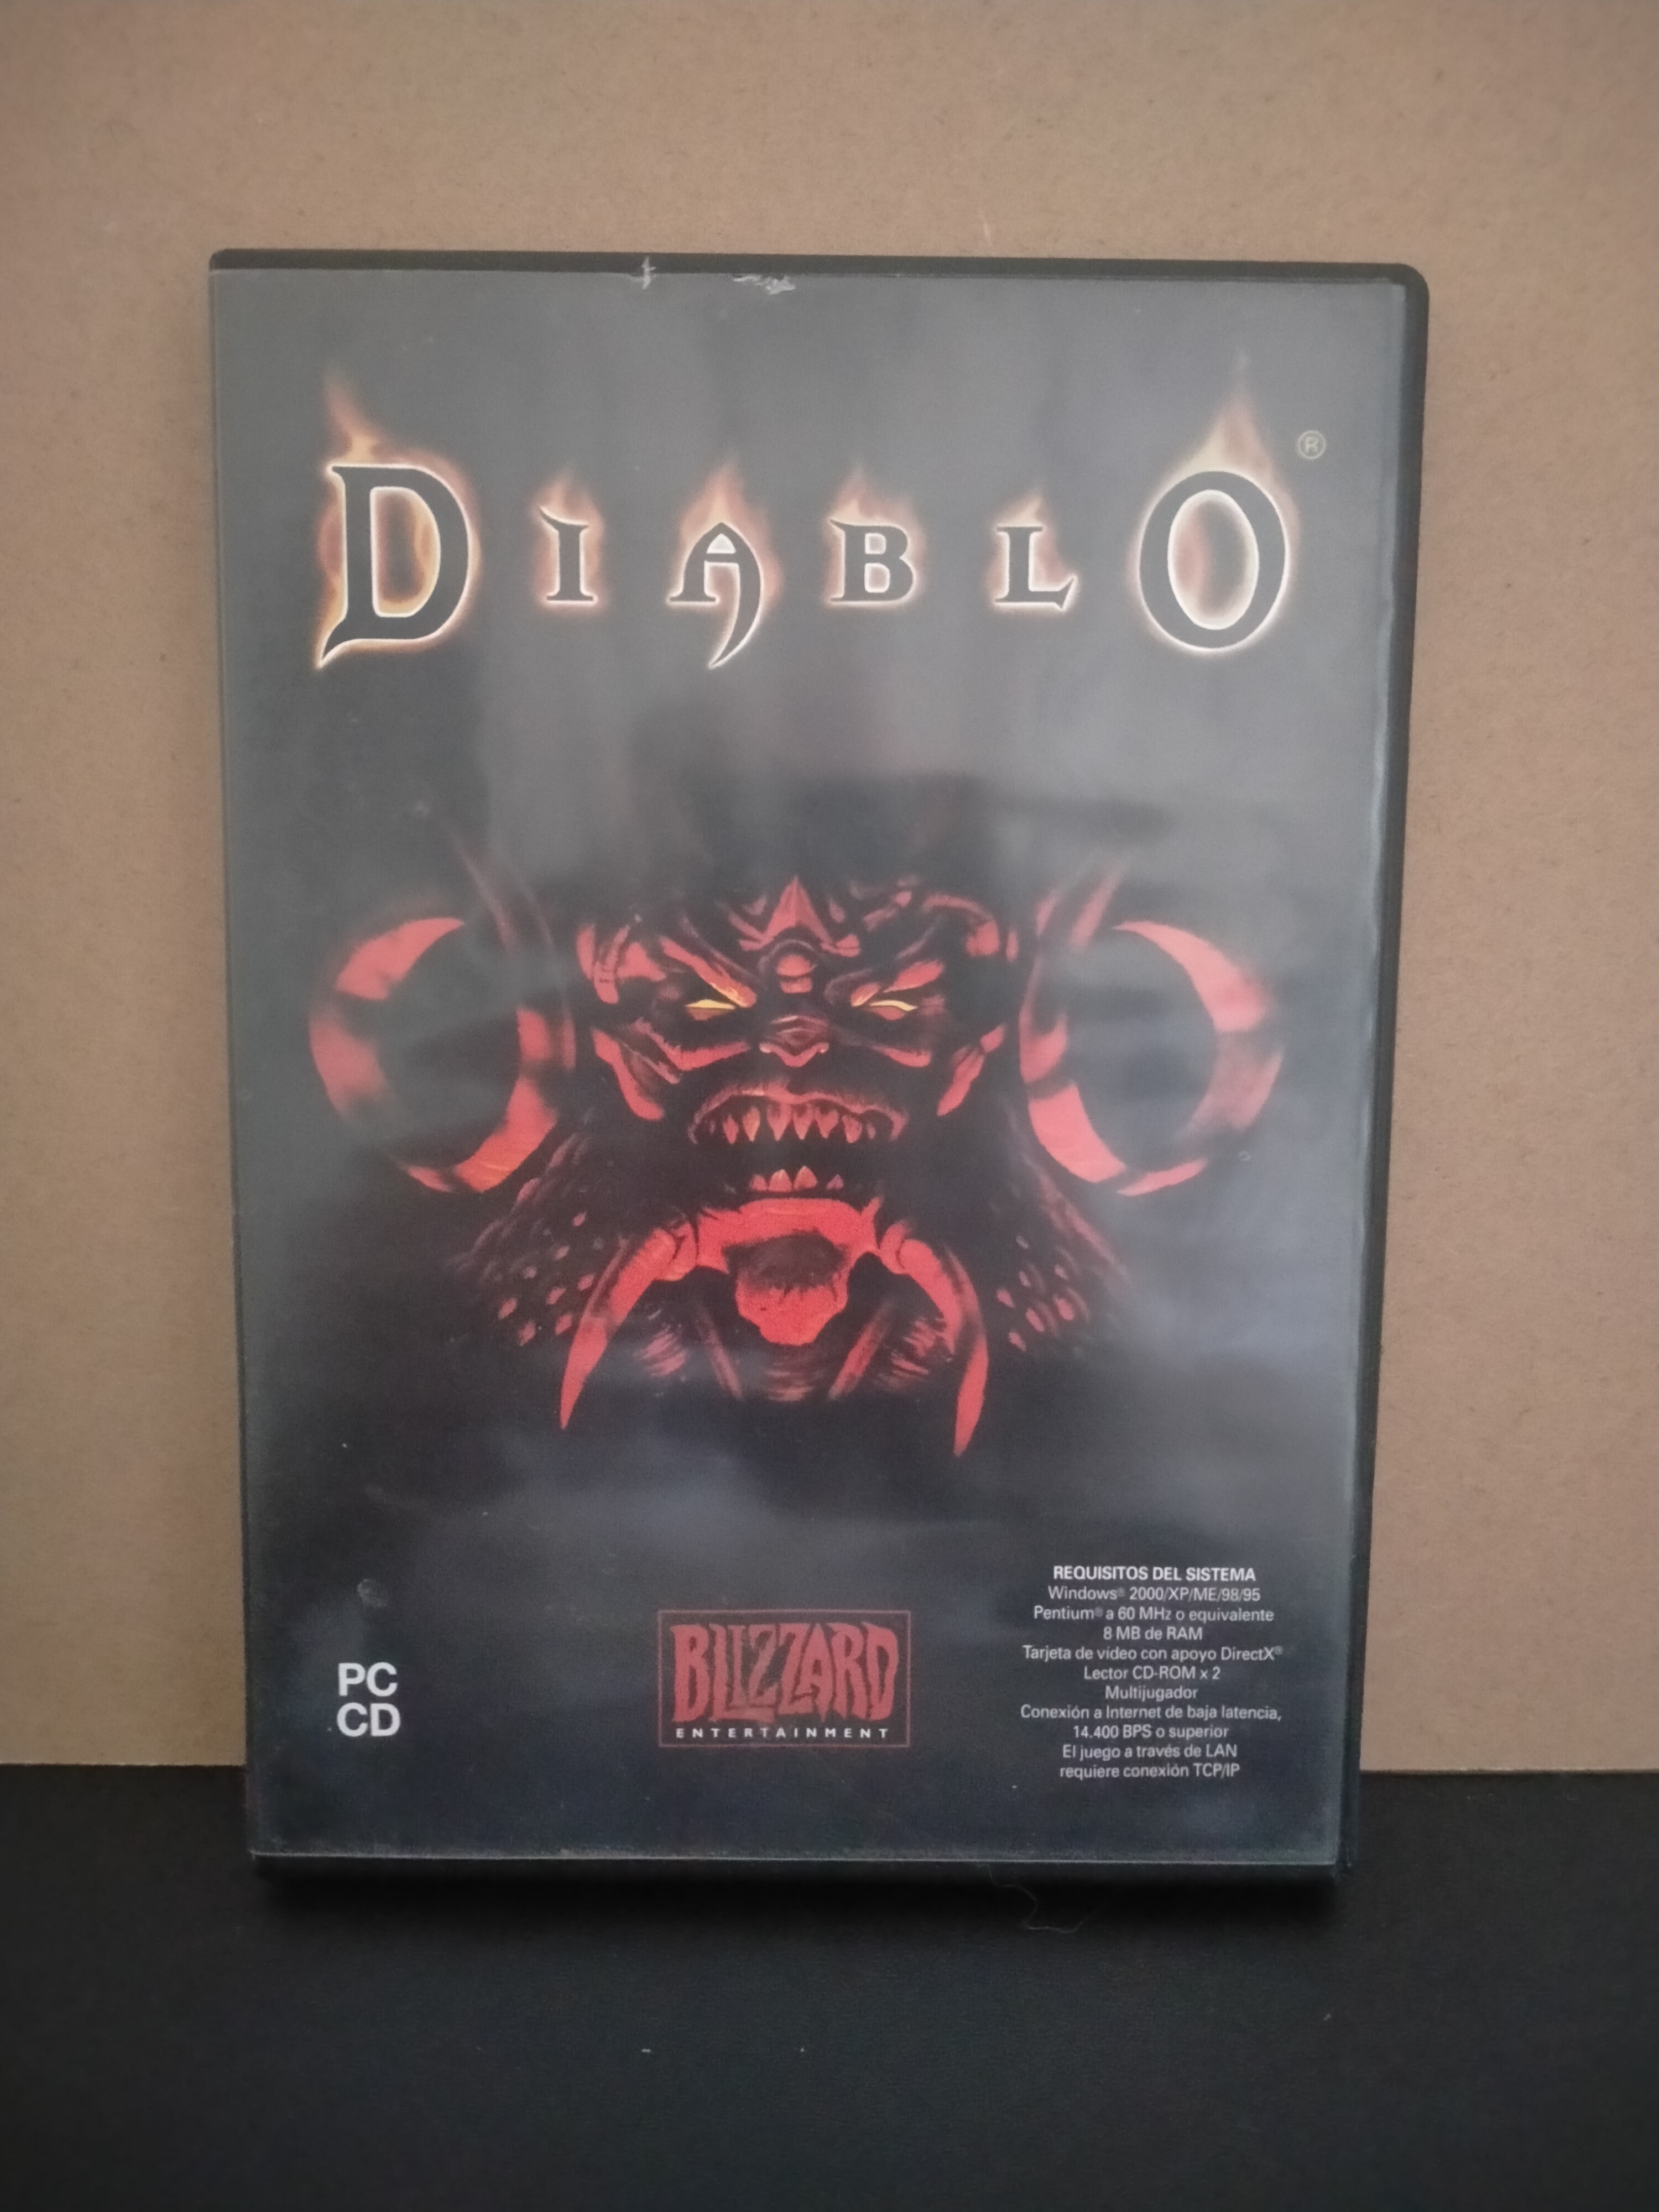 DIABLO®
REQUISITOS DEL SISTEMA
Windows® 2000/XP/ME/98/95
Pentium® a 60 MHz o equivalente
8 MB de RAM
Tarjeta de vídeo con apoyo DirectX®
Lector CD-ROM x 2
Multijugador
Conexión a Internet de baja latencia,
14.400 BPS o superior
El juego a través de LAN
requiere conexión TCP/IP
BLIZZARD
ENTERTAINMENT
PC
CD